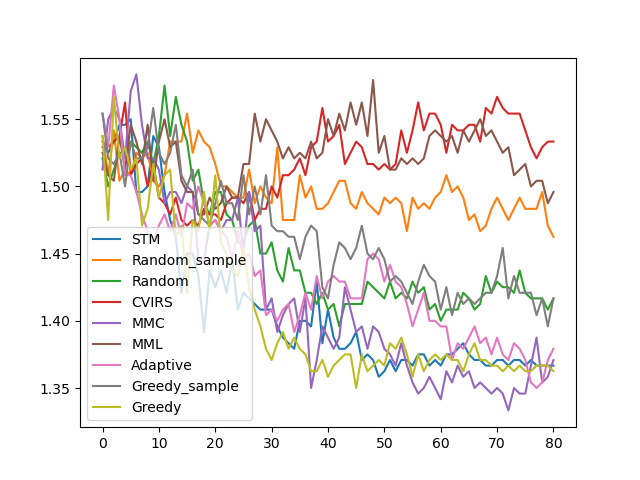 1.55
1.50
1.45
1.40
1.35
STM
Random_sample
Random
CVIRS
MMC
MML
Adaptive
Greedy_sample
Greedy
0 10 20 30 40 50 60 70 80